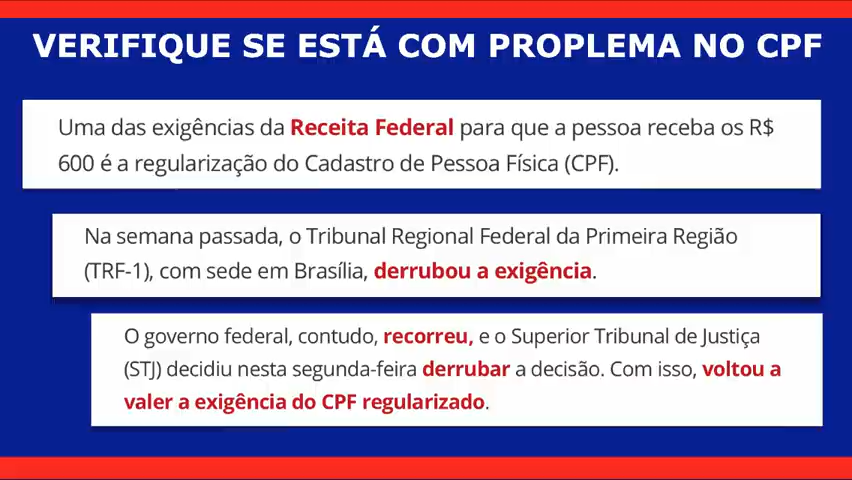 VERIFIQUE SE ESTÁ COM PROPLEMA NO CPF
Uma das exigências da Receita Federal para que a pessoa receba os R$
600 é a regularização do Cadastro de Pessoa Física (CPF).
Na semana passada, o Tribunal Regional Federal da Primeira Região
(TRF-1), com sede em Brasília, derrubou a exigência.
O governo federal, contudo, recorreu, e o Superior Tribunal de Justiça
(STJ) decidiu nesta segunda-feira derrubar a decisão. Com isso, voltou a
valer a exigência do CPF regularizado.